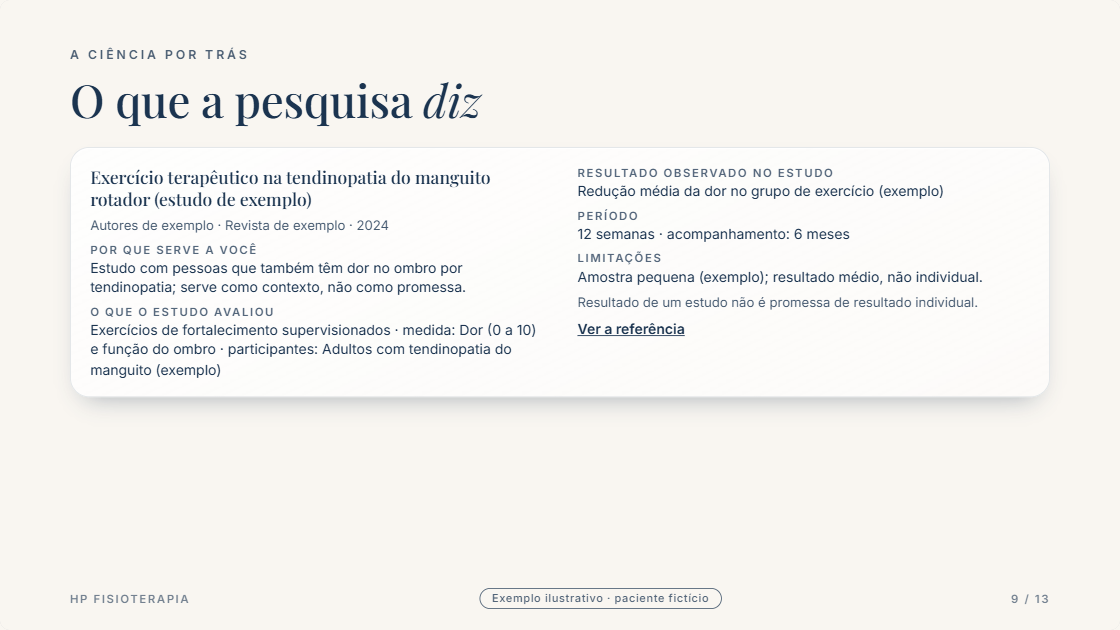 A CIÊNCIA POR TRÁS
O que a pesquisa diz
Exercício terapêutico na tendinopatia do manguito
rotador (estudo de exemplo)
Autores de exemplo · Revista de exemplo · 2024
POR QUE SERVE A VOCÊ
Estudo com pessoas que também têm dor no ombro por
tendinopatia; serve como contexto, não como promessa.
O QUE O ESTUDO AVALIOU
Exercícios de fortalecimento supervisionados · medida: Dor (0 a 10)
e função do ombro · participantes: Adultos com tendinopatia do
manguito (exemplo)
RESULTADO OBSERVADO NO ESTUDO
Redução média da dor no grupo de exercício (exemplo)
PERÍODO
12 semanas · acompanhamento: 6 meses
LIMITAÇÕES
Amostra pequena (exemplo); resultado médio, não individual.
Resultado de um estudo não é promessa de resultado individual.
Ver a referência
HP FISIOTERAPIA
Exemplo ilustrativo · paciente fictício
9 / 13